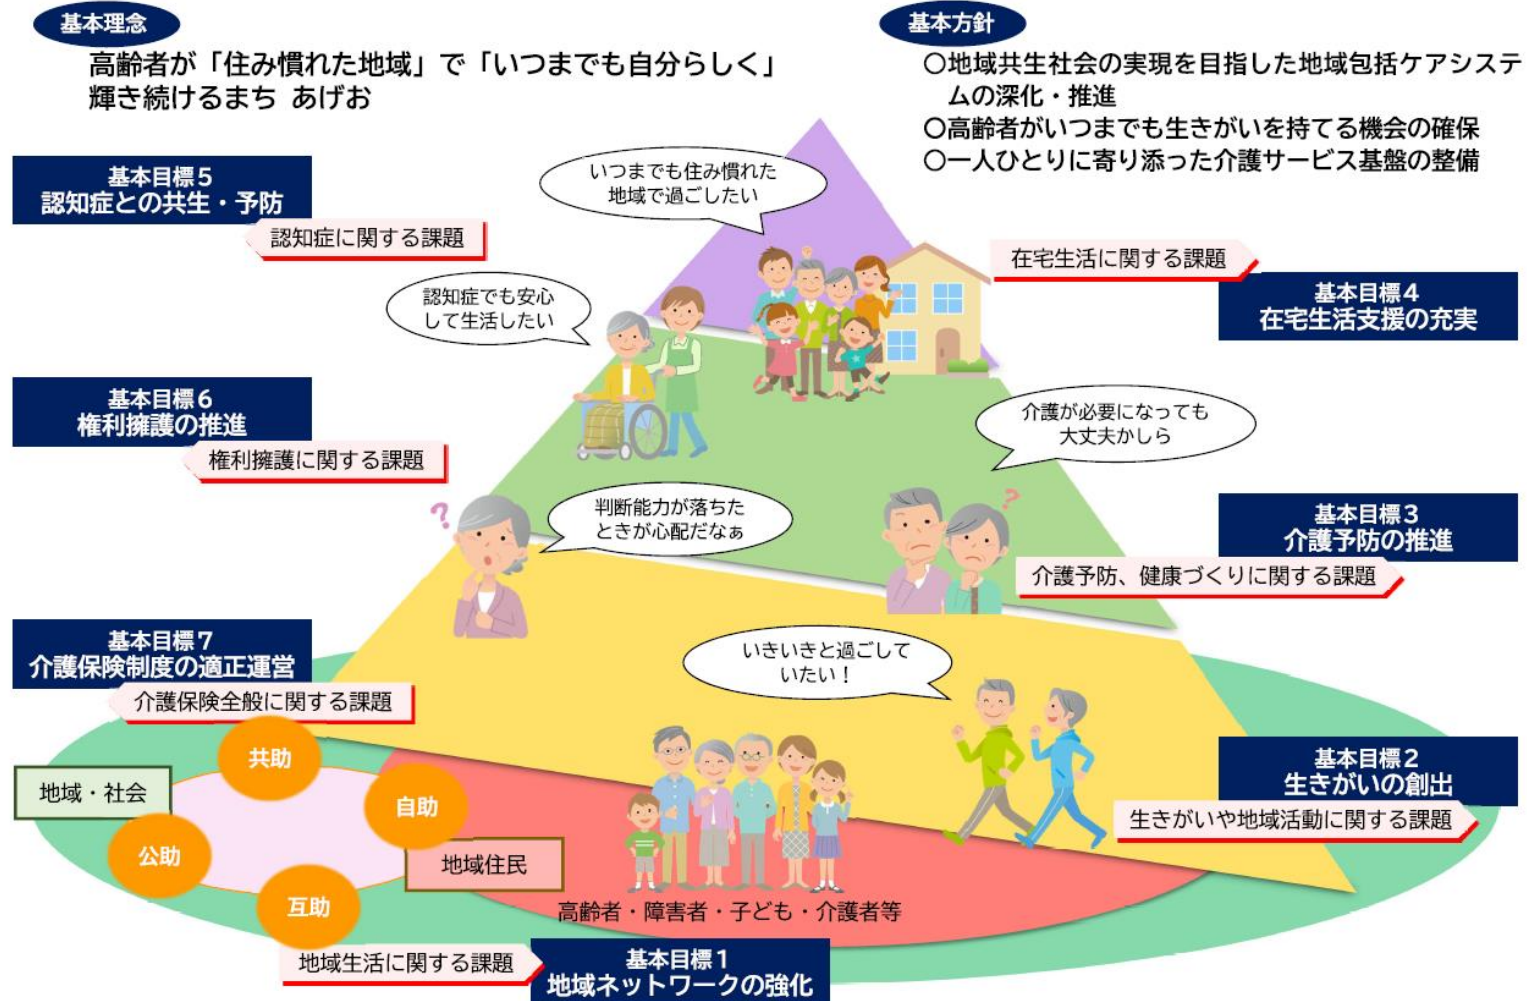 基本理念
高齢者が「住み慣れた地域」で「いつまでも自分らしく」
輝き続けるまち あげお
基本方針
〇地域共生社会の実現を目指した地域包括ケアシステ
ムの深化・推進
〇高齢者がいつまでも生きがいを持てる機会の確保
〇一人ひとりに寄り添った介護サービス基盤の整備
基本目標５
認知症との共生・予防
認知症に関する課題
いつまでも住み慣れた
地域で過ごしたい
在宅生活に関する課題
基本目標４
在宅生活支援の充実
認知症でも安心
して生活したい
基本目標６
権利擁護の推進
権利擁護に関する課題
介護が必要になっても
大丈夫かしら
?
判断能力が落ちた
ときが心配だなぁ
?
基本目標３
介護予防の推進
介護予防、健康づくりに関する課題
基本目標７
介護保険制度の適正運営
介護保険全般に関する課題
いきいきと過ごして
いたい！
共助
地域・社会
自助
公助
地域住民
互助
基本目標２
生きがいの創出
生きがいや地域活動に関する課題
高齢者・障害者・子ども・介護者等
地域生活に関する課題
基本目標１
地域ネットワークの強化